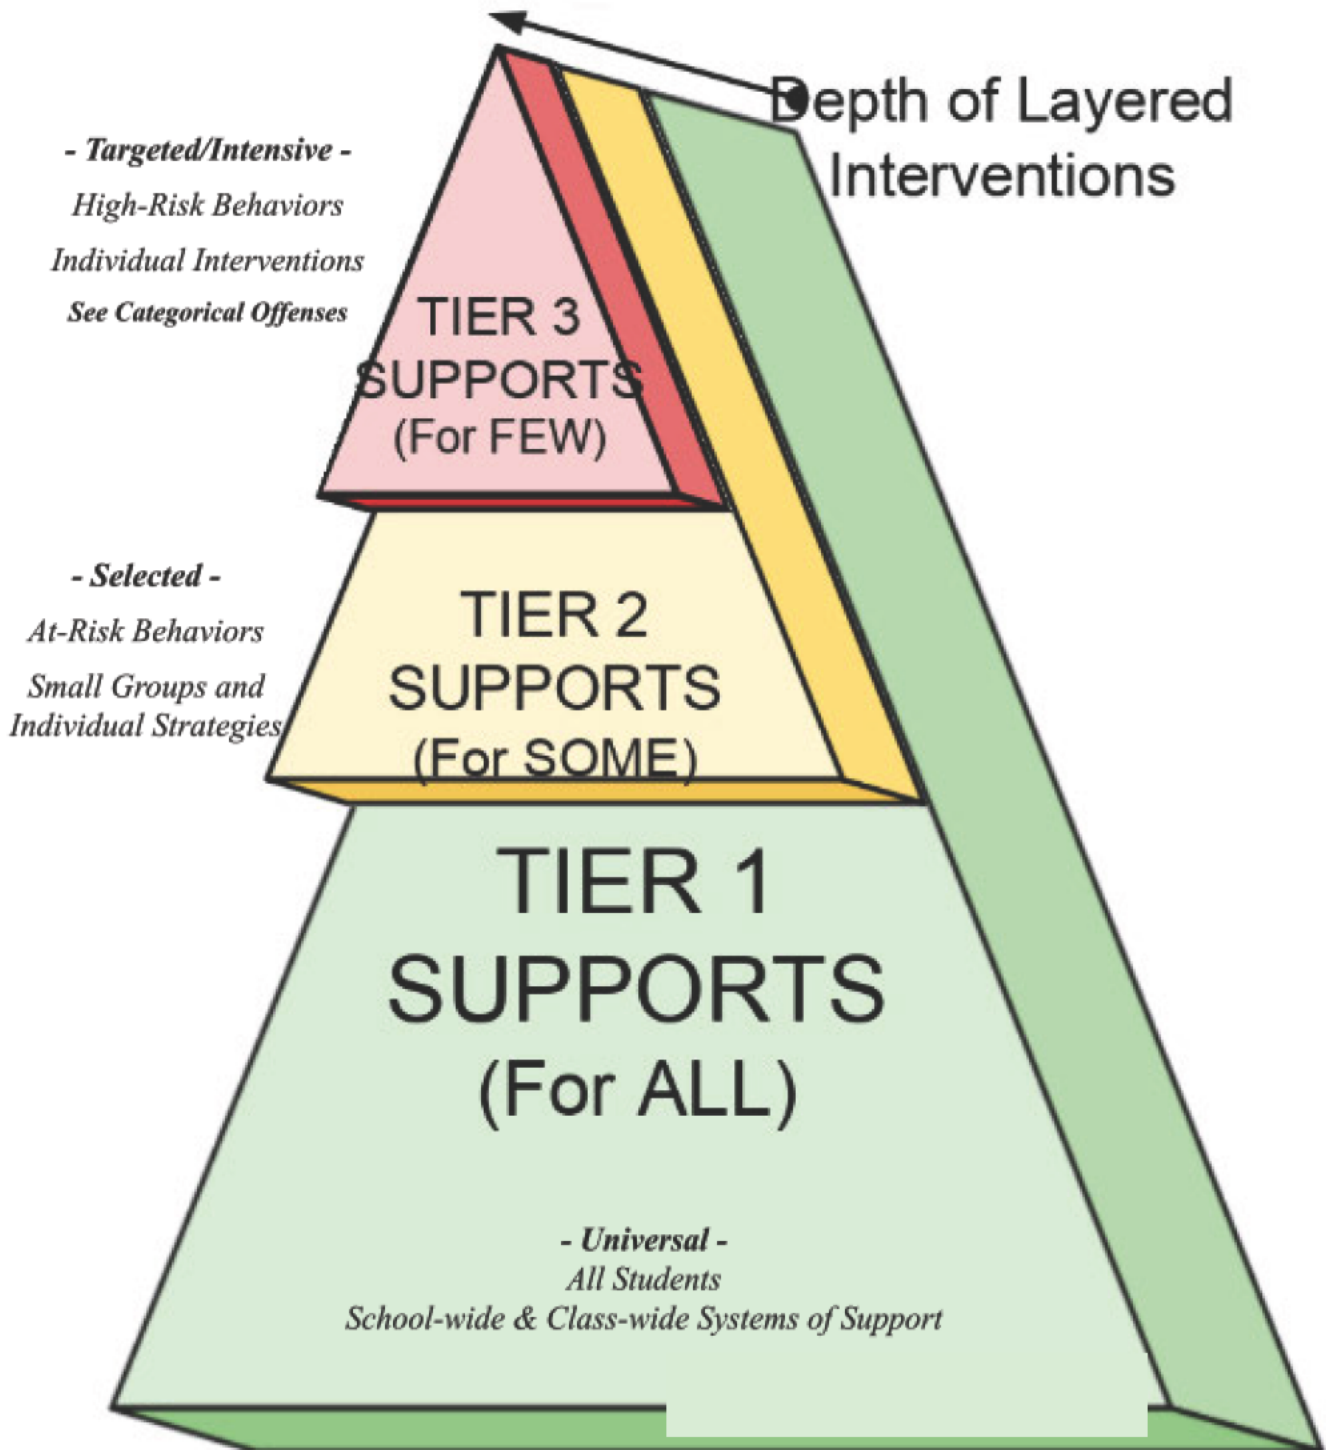 Depth of Layered
Interventions
- Targeted/Intensive -
High-Risk Behaviors
Individual Interventions
See Categorical Offenses
TIER 3
SUPPORTS
(For FEW)
- Selected -
At-Risk Behaviors
Small Groups and
Individual Strategies
TIER 2
SUPPORTS
(For SOME)
TIER 1
SUPPORTS
(For ALL)
- Universal -
All Students
School-wide & Class-wide Systems of Support